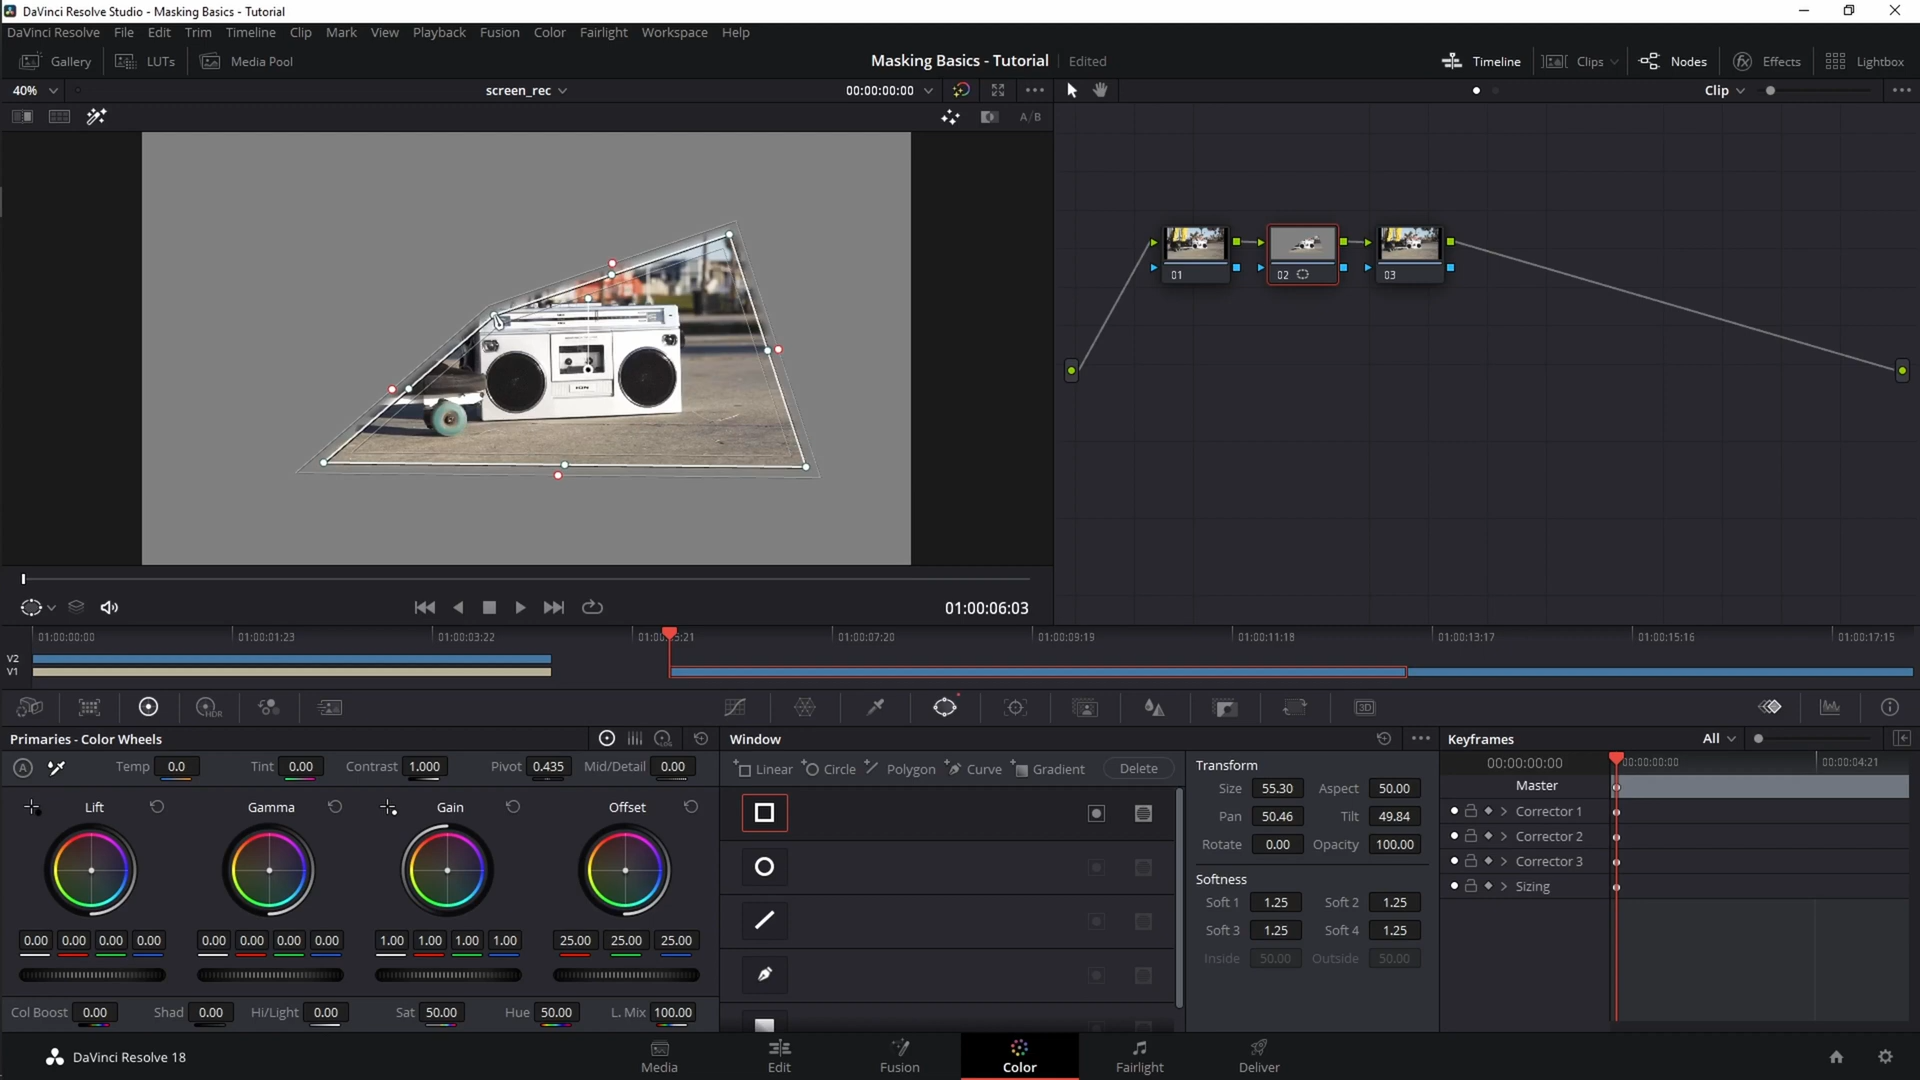 DaVinci Resolve Studio - Masking Basics - Tutorial
DaVinci Resolve File Edit Trim Timeline Clip Mark View Playback Fusion Color Fairlight Workspace Help
Gallery LUTs Media Pool Masking Basics - Tutorial Edited Timeline Clips Nodes Effects Lightbox
40% screen_rec 00:00:00:00 Clip
A/B
01 02 03
01:00:06:03
01:00:00:00 01:00:01:23 01:00:03:22 01:00:05:21 01:00:07:20 01:00:09:19 01:00:11:18 01:00:13:17 01:00:15:16 01:00:17:15
V2
V1
HDR 3D
Primaries - Color Wheels LOG Window Keyframes All
A Temp 0.0 Tint 0.00 Contrast 1.000 Pivot 0.435 Mid/Detail 0.00
Linear Circle Polygon Curve Gradient Delete
Lift Gamma Gain Offset
0.00 0.00 0.00 0.00 0.00 0.00 0.00 0.00 1.00 1.00 1.00 1.00 25.00 25.00 25.00
Col Boost 0.00 Shad 0.00 Hi/Light 0.00 Sat 50.00 Hue 50.00 L. Mix 100.00
Transform
Size 55.30 Aspect 50.00
Pan 50.46 Tilt 49.84
Rotate 0.00 Opacity 100.00
Softness
Soft 1 1.25 Soft 2 1.25
Soft 3 1.25 Soft 4 1.25
Inside 50.00 Outside 50.00
00:00:00:00 00:00:00:00 00:00:04:21
Master
Corrector 1
Corrector 2
Corrector 3
Sizing
DaVinci Resolve 18 Media Edit Fusion Color Fairlight Deliver